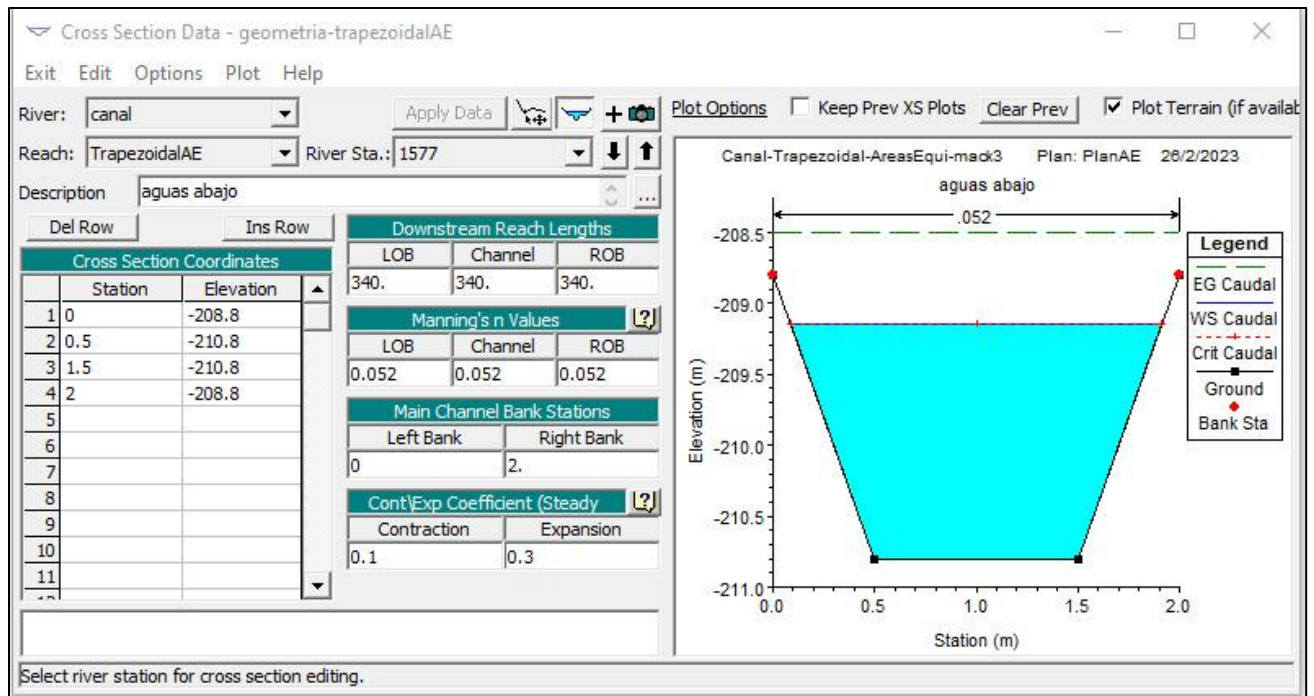 Cross Section Data - geometria-trapezoidalAE
Exit Edit Options Plot Help
River: canal Apply Data
Reach: TrapezoidalAE River Sta.: 1577
Description aguas abajo ...
Del Row Ins Row
Cross Section Coordinates
Station Elevation
1 0 -208.8
2 0.5 -210.8
3 1.5 -210.8
4 2 -208.8
5
6
7
8
9
10
11
Downstream Reach Lengths
LOB Channel ROB
340. 340. 340.
Manning's n Values
LOB Channel ROB
0.052 0.052 0.052
Main Channel Bank Stations
Left Bank Right Bank
0 2.
Cont\Exp Coefficient (Steady
Contraction Expansion
0.1 0.3
Select river station for cross section editing.
Plot Options Keep Prev XS Plots Clear Prev Plot Terrain (if availab
Canal-Trapezoidal-AreasEqui-mack3 Plan: PlanAE 26/2/2023
aguas abajo
.052
-208.5
-209.0
-209.5
-210.0
-210.5
-211.0
Elevation (m)
0.0 0.5 1.0 1.5 2.0
Station (m)
Legend
EG Caudal
WS Caudal
Crit Caudal
Ground
Bank Sta